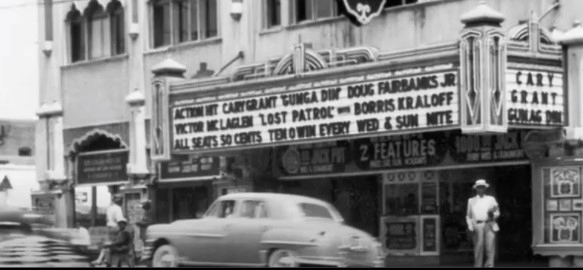 ACTION HIT CARY GRANT 'GUNGA DIN' DOUG FAIRBANKS JR
VICTOR MCLAGLEN 'LOST PATROL' WITH BORRIS KRALOFF
ALL SEATS 50 CENTS TEN O WIN EVERY WED & SUN NITE
CARY
GRANT
GUNGA DIN
JACKPOT
2 FEATURES